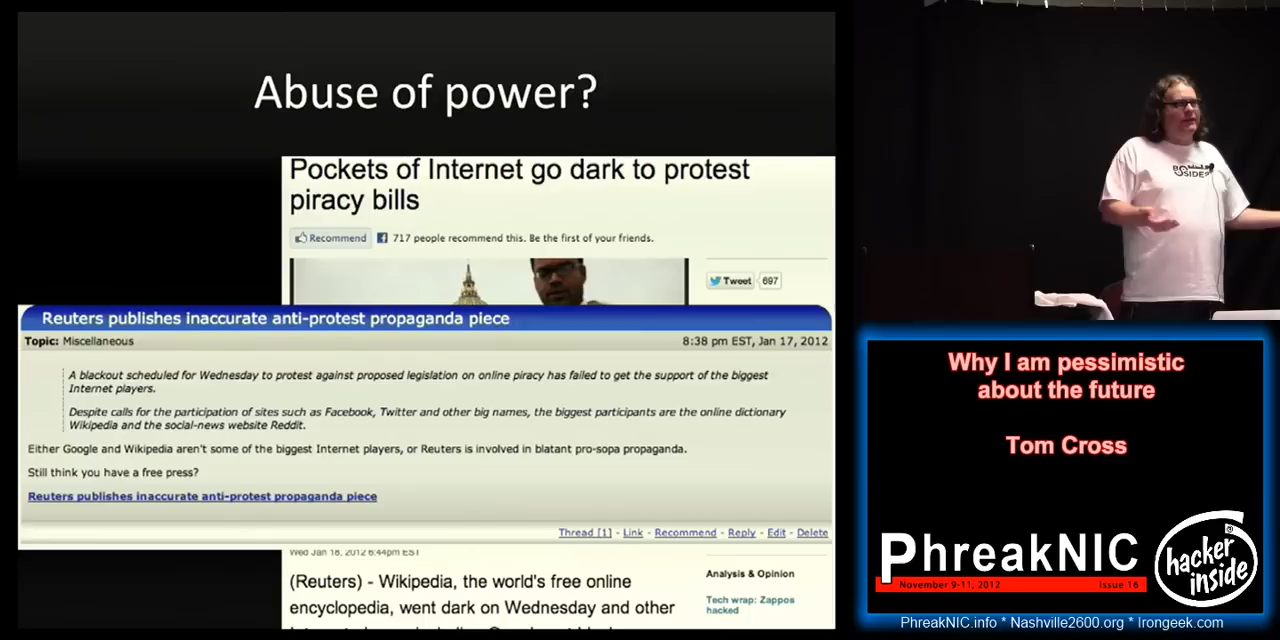 Abuse of power?
Pockets of Internet go dark to protest
piracy bills
Recommend
717 people recommend this. Be the first of your friends.
Tweet
697
Reuters publishes inaccurate anti-protest propaganda piece
Topic: Miscellaneous
8:38 pm EST, Jan 17, 2012
A blackout scheduled for Wednesday to protest against proposed legislation on online piracy has failed to get the support of the biggest
Internet players.
Despite calls for the participation of sites such as Facebook, Twitter and other big names, the biggest participants are the online dictionary
Wikipedia and the social-news website Reddit.
Either Google and Wikipedia aren't some of the biggest Internet players, or Reuters is involved in blatant pro-sopa propaganda.
Still think you have a free press?
Reuters publishes inaccurate anti-protest propaganda piece
Thread [1] - Link - Recommend - Reply - Edit - Delete
Wed Jan 18, 2012 6:44pm EST
(Reuters) - Wikipedia, the world's free online
encyclopedia, went dark on Wednesday and other
Analysis & Opinion
Tech wrap: Zappos
hacked
SIDES
Why I am pessimistic
about the future
Tom Cross
PhreakNIC
November 9-11, 2012
Issue 16
hacker
inside
PhreakNIC.info * Nashville2600.org * Irongeek.com